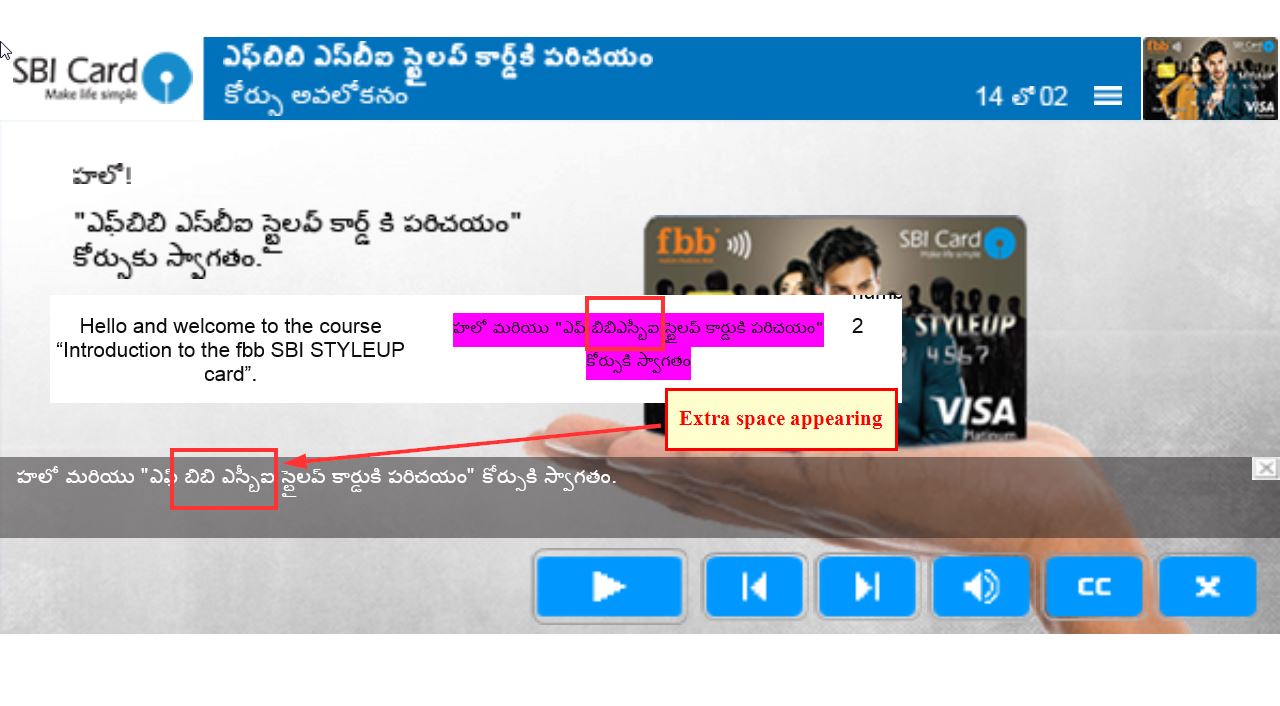 SBI Card
Make life simple
ఎఫ్‌బిబి ఎస్‌బీఐ స్టైలప్ కార్డ్‌కి పరిచయం
కోర్సు అవలోకనం
14 లో 02
fbb
SBI Card
STYLEUP
VISA
హలో!
"ఎఫ్‌బిబి ఎస్‌బీఐ స్టైలప్ కార్డ్ కి పరిచయం"
కోర్సుకు స్వాగతం.
fbb
SBI Card
Make life simple
STYLEUP
4567
VISA
Platinum
Hello and welcome to the course
“Introduction to the fbb SBI STYLEUP
card”.
హలో మరియు "ఎఫ్ బిబిఎస్బీఐ స్టైలప్ కార్డుకి పరిచయం"
కోర్సుకి స్వాగతం
2
Extra space appearing
హలో మరియు "ఎఫ్ బిబి ఎస్బీఐ స్టైలప్ కార్డుకి పరిచయం" కోర్సుకి స్వాగతం.
CC